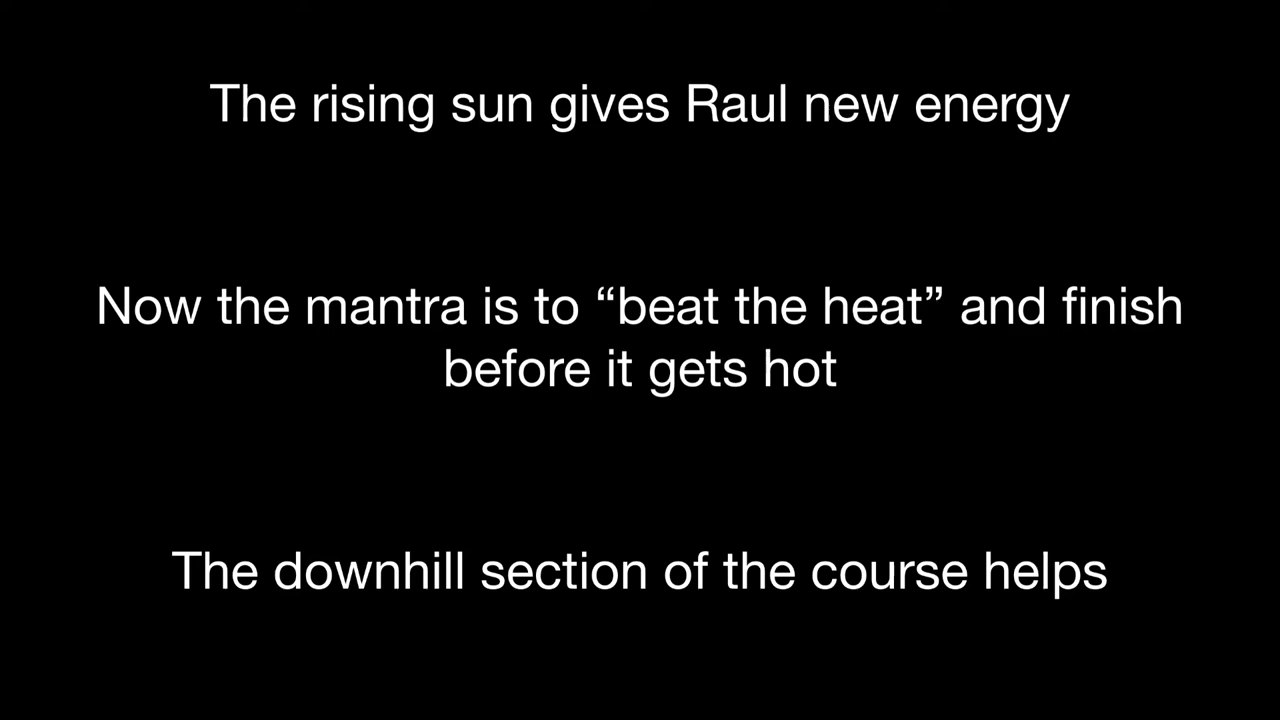 The rising sun gives Raul new energy
Now the mantra is to “beat the heat” and finish
before it gets hot
The downhill section of the course helps